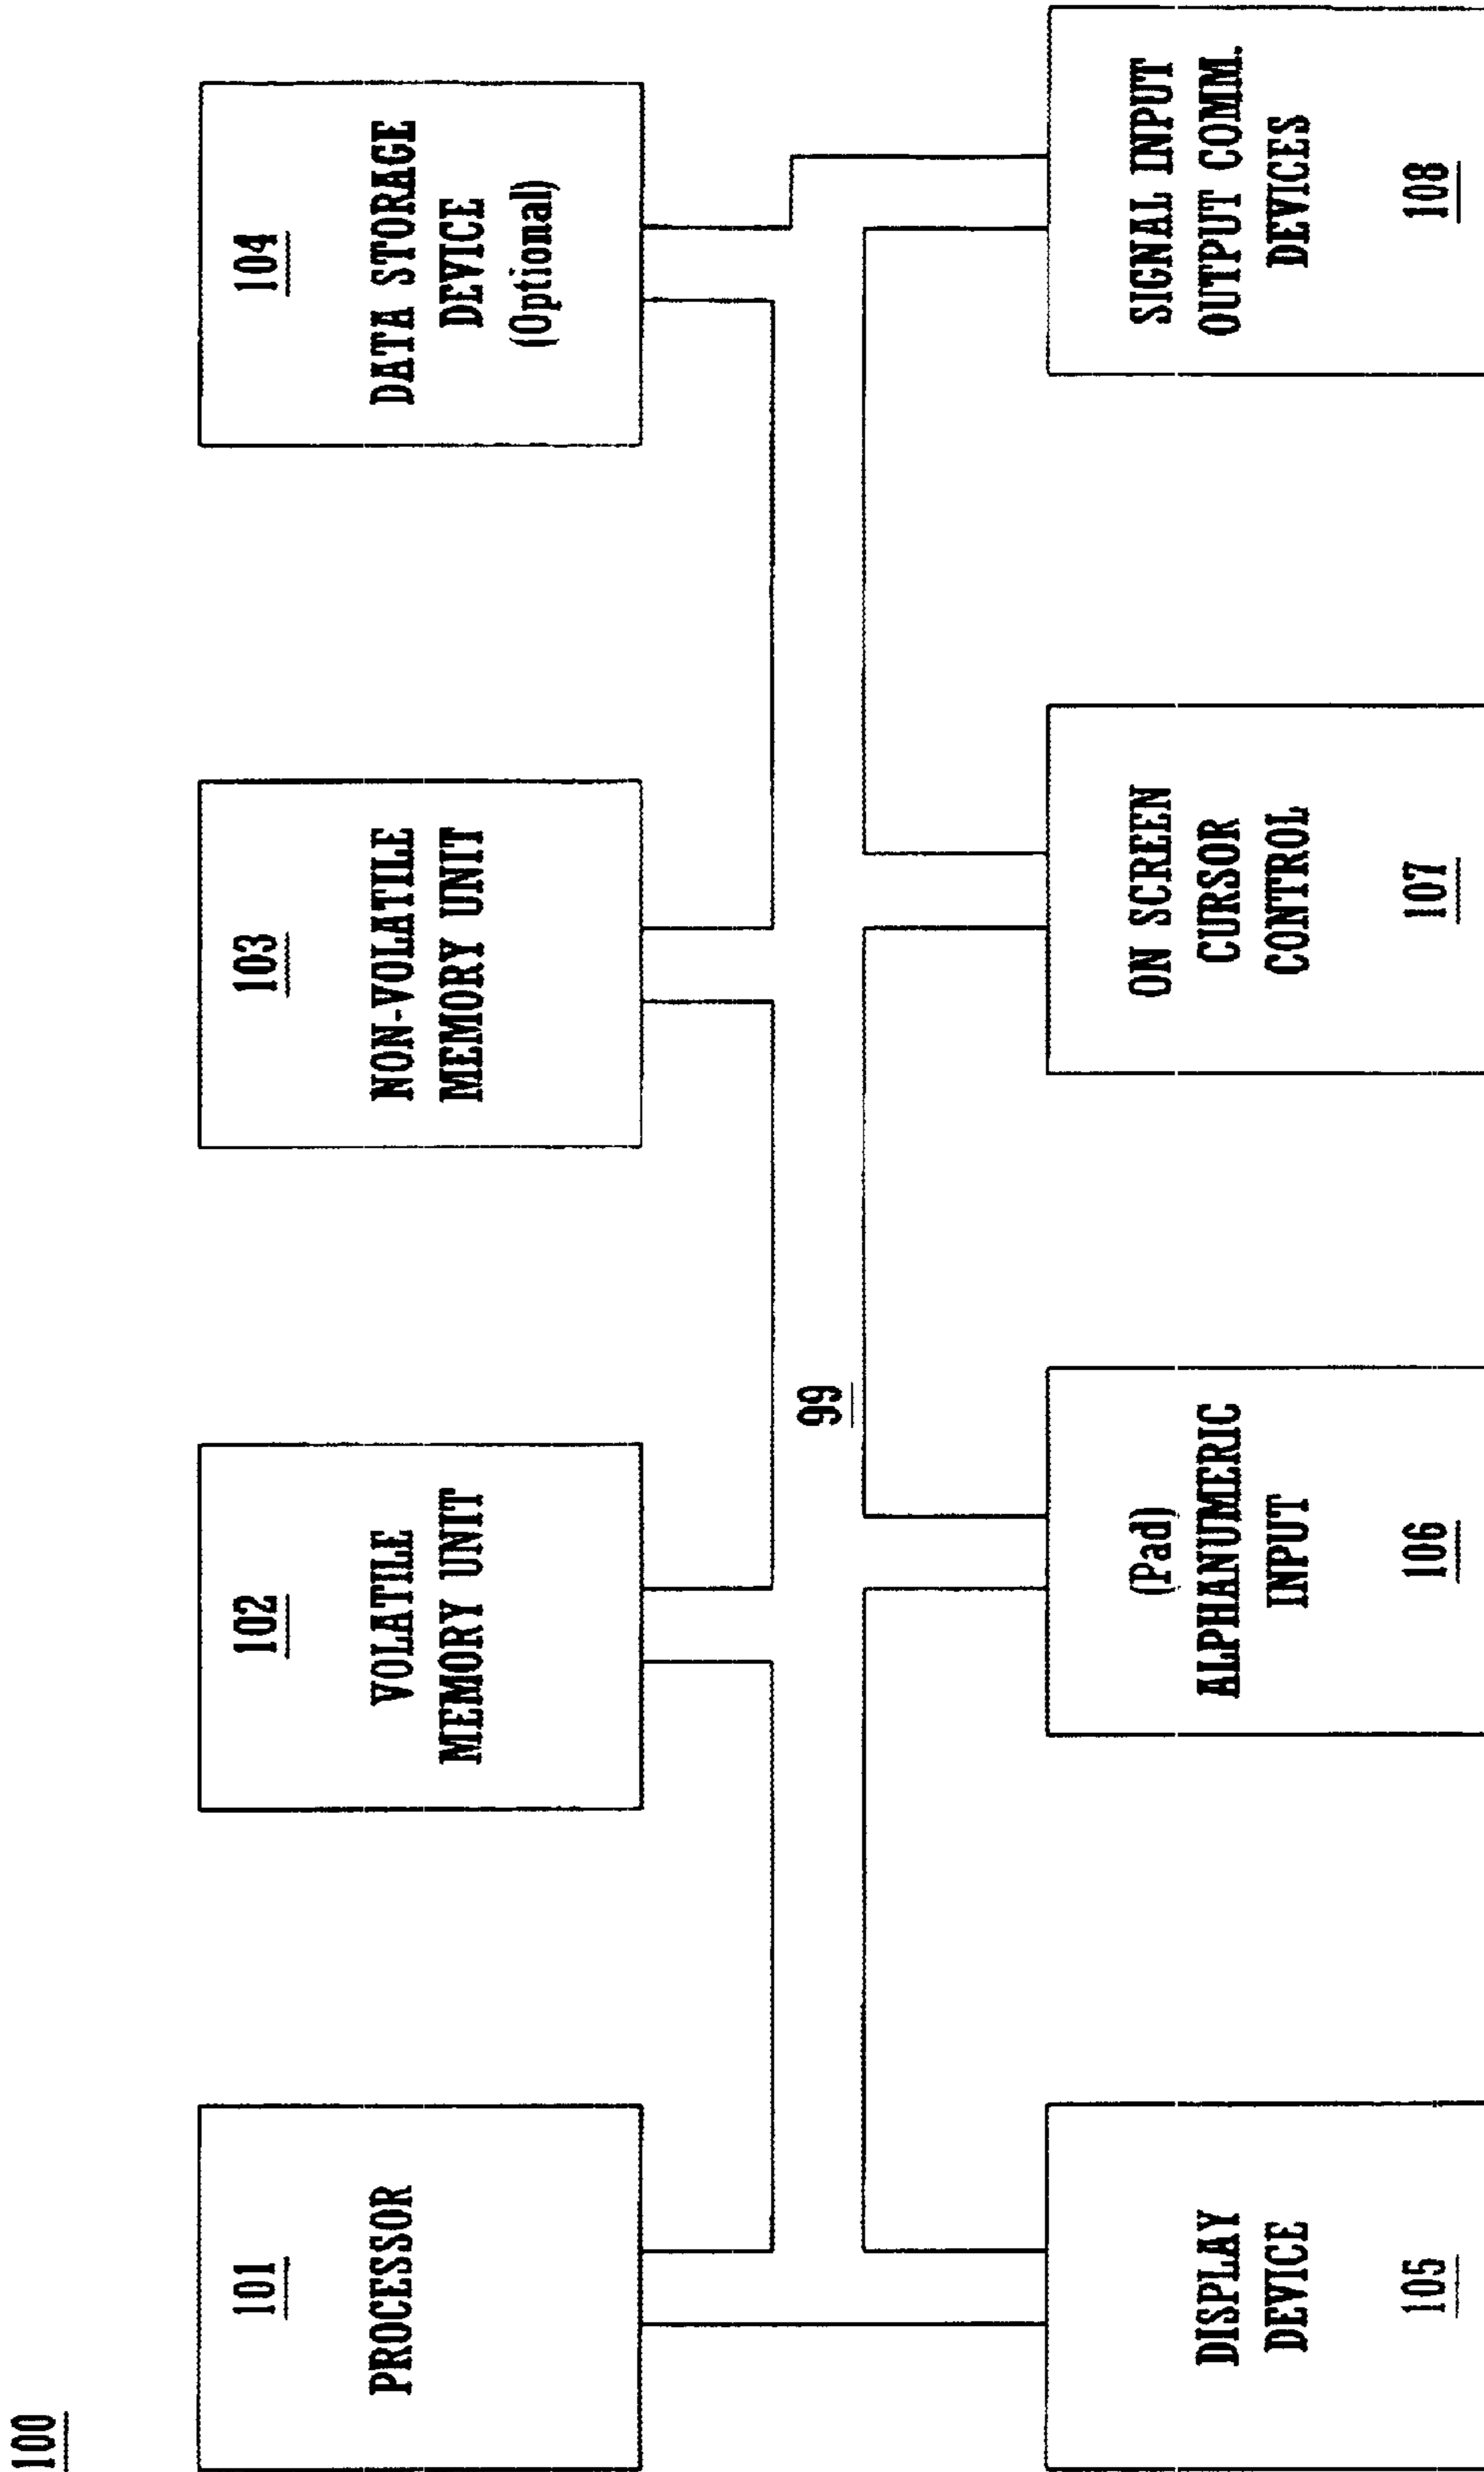 100
101
PROCESSOR
102
VOLATILE
MEMORY UNIT
103
NON-VOLATILE
MEMORY UNIT
104
DATA STORAGE
DEVICE
(Optional)
99
DISPLAY
DEVICE
105
(Pad)
ALPHANUMERIC
INPUT
106
ON SCREEN
CURSOR
CONTROL
107
SIGNAL INPUT
OUTPUT COMM.
DEVICES
108